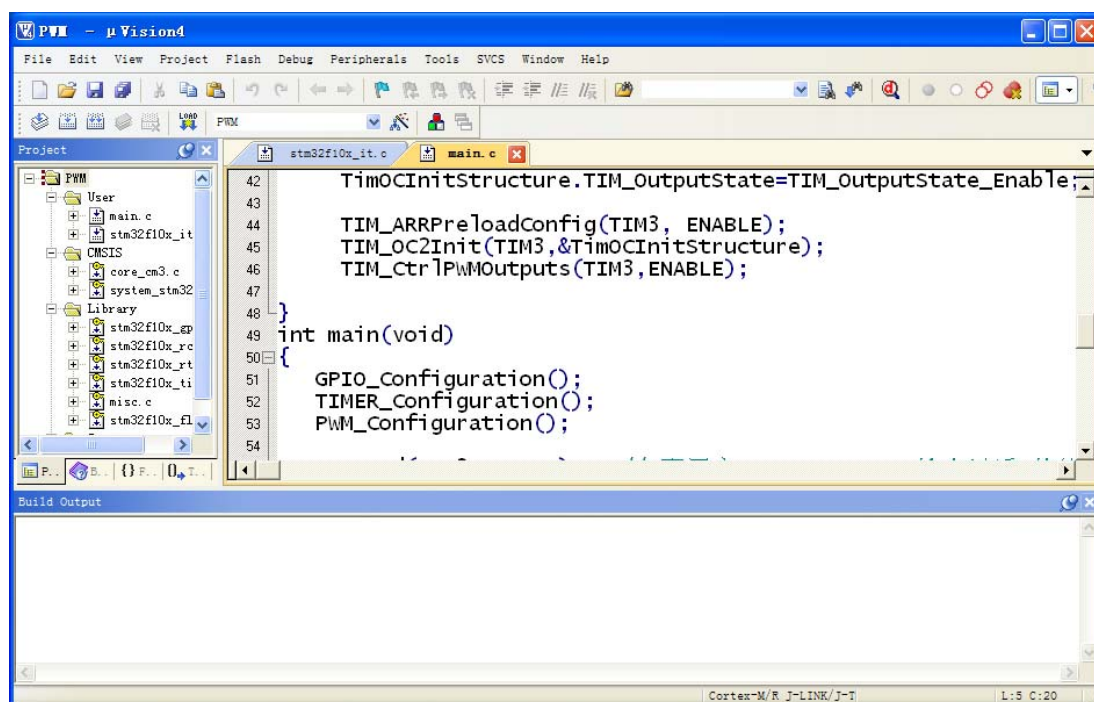 PWM - μVision4
File Edit View Project Flash Debug Peripherals Tools SVCS Window Help
LOAD PWM
Project
stm32f10x_it.c main.c
PWM
User
main.c
stm32f10x_it
CMSIS
core_cm3.c
system_stm32
Library
stm32f10x_gp
stm32f10x_rc
stm32f10x_rt
stm32f10x_ti
misc.c
stm32f10x_fl
42 TimOCInitStructure.TIM_OutputState=TIM_OutputState_Enable;
43
44 TIM_ARRPreloadConfig(TIM3, ENABLE);
45 TIM_OC2Init(TIM3,&TimOCInitStructure);
46 TIM_CtrlPWMOutputs(TIM3,ENABLE);
47
48 }
49 int main(void)
50 {
51 GPIO_Configuration();
52 TIMER_Configuration();
53 PWM_Configuration();
54
P.. B.. {} F.. 0 T..
Build Output
Cortex-M/R J-LINK/J-T L:5 C:20